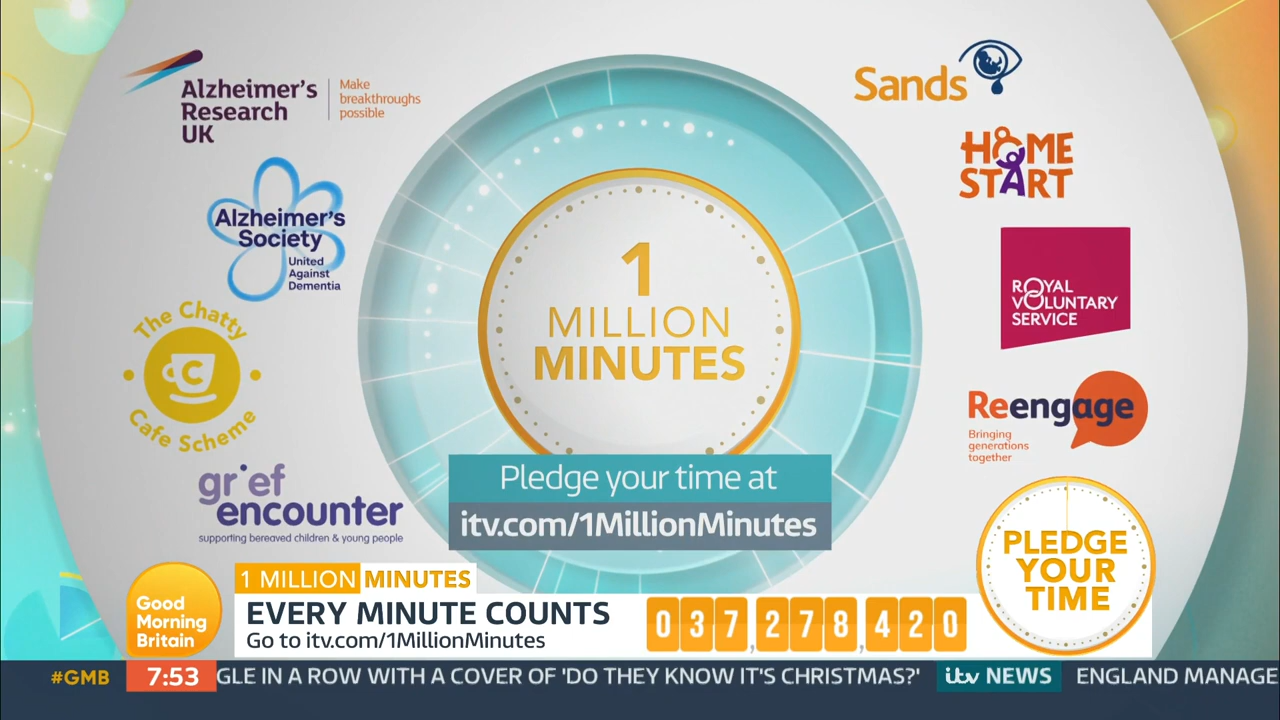 Alzheimer's
Research
UK
Make
breakthroughs
possible
Alzheimer's
Society
United
Against
Dementia
The Chatty
C
Cafe Scheme
grief
encounter
supporting bereaved children & young people
1
MILLION
MINUTES
Pledge your time at
itv.com/1MillionMinutes
Sands
HOME
START
ROYAL
VOLUNTARY
SERVICE
Reengage
Bringing
generations
together
PLEDGE
YOUR
TIME
Good
Morning
Britain
1 MILLION MINUTES
EVERY MINUTE COUNTS
Go to itv.com/1MillionMinutes
037,278,420
#GMB 7:53 GLE IN A ROW WITH A COVER OF 'DO THEY KNOW IT'S CHRISTMAS?' itv NEWS ENGLAND MANAGE